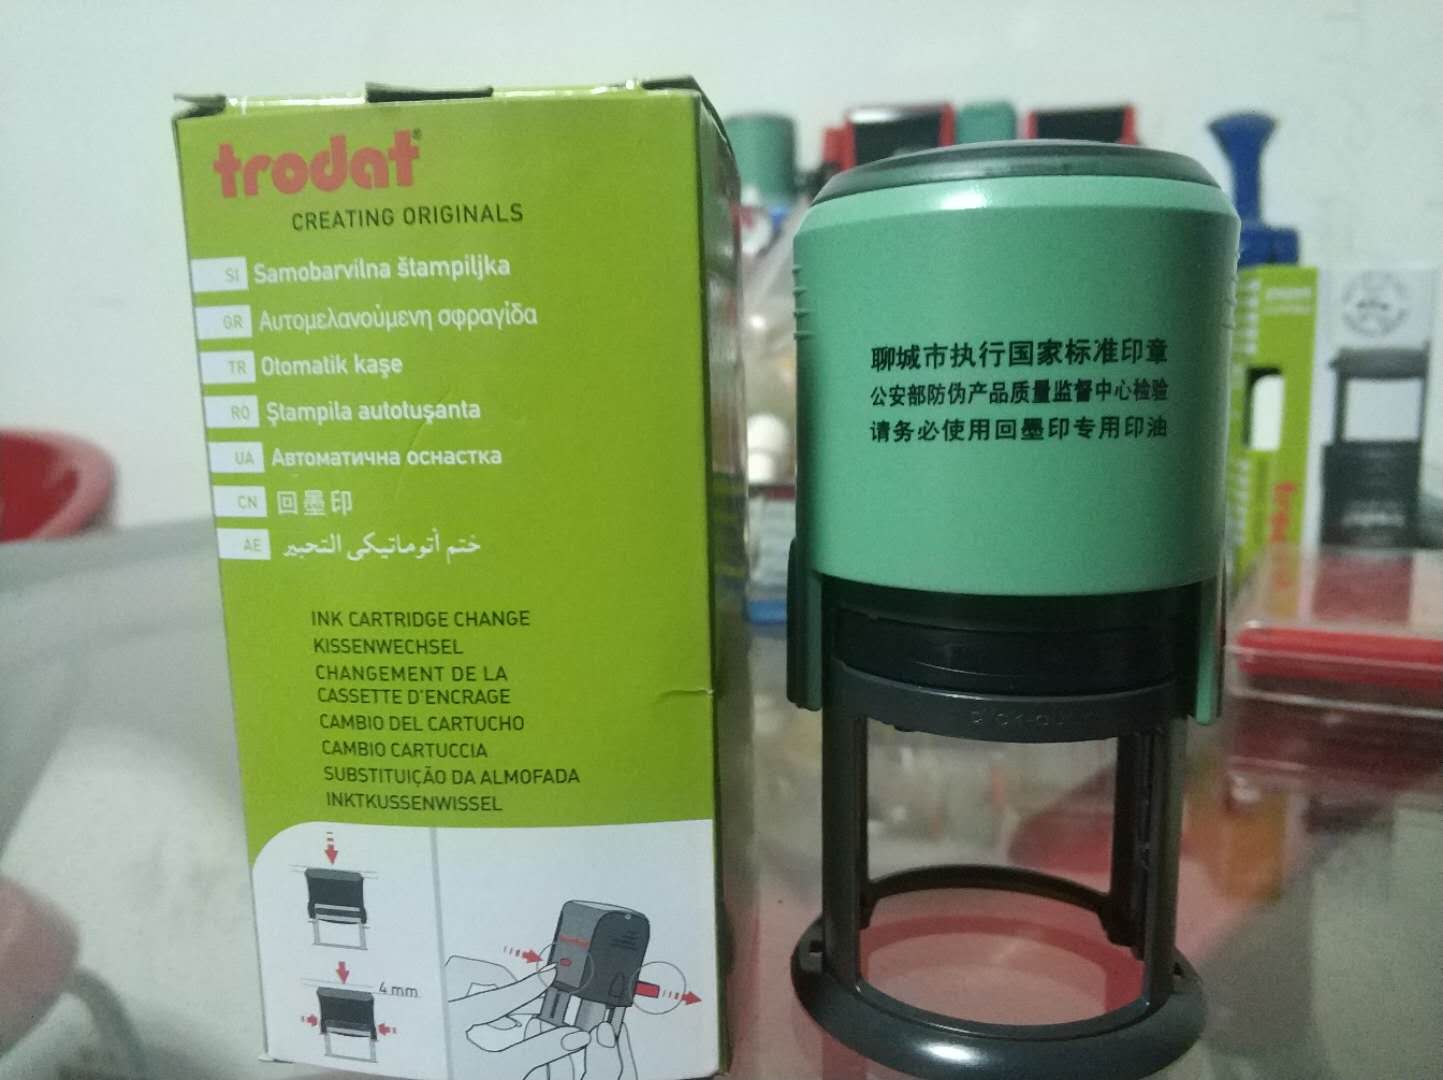 trodat®
CREATING ORIGINALS
SI Samobarvilna štampiljka
GR Αυτομελανούμενη σφραγίδα
TR Otomatik kaşe
RO Ştampila autotuşanta
UA Автоматична оснастка
CN 回墨印
AE ختم أتوماتيكي التحبير
INK CARTRIDGE CHANGE
KISSENWECHSEL
CHANGEMENT DE LA
CASSETTE D'ENCRAGE
CAMBIO DEL CARTUCHO
CAMBIO CARTUCCIA
SUBSTITUIÇÃO DA ALMOFADA
INKTKUSSENWISSEL
4 mm
聊城市执行国家标准印章
公安部防伪产品质量监督中心检验
请务必使用回墨印专用印油
trodat